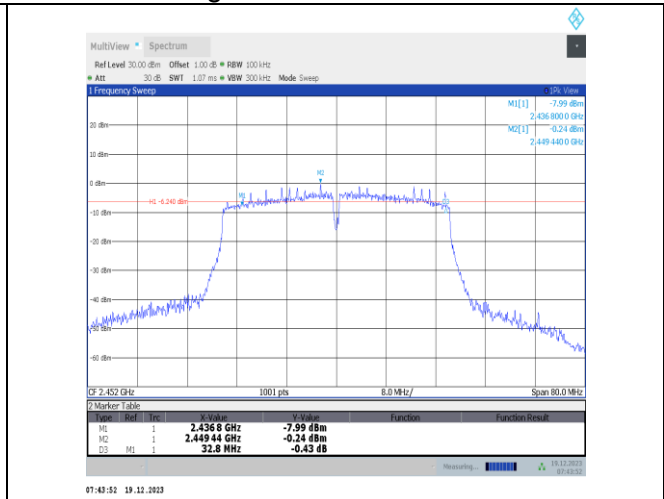 MultiView Spectrum
Ref Level 30.00 dBm Offset 1.00 dB RBW 100 kHz
Att 30 dB SWT 1.07 ms VBW 300 kHz Mode Sweep
1 Frequency Sweep 1Pk View
M1[1] -7.99 dBm
2.436 800 0 GHz
M2[1] -0.24 dBm
2.449 440 0 GHz
20 dBm
10 dBm
M2
0 dBm
M1
H1 -6.240 dBm
-10 dBm
-20 dBm
-30 dBm
-40 dBm
-50 dBm
-60 dBm
CF 2.452 GHz 1001 pts 8.0 MHz/ Span 80.0 MHz
2 Marker Table
Type Ref Trc X-Value Y-Value Function Function Result
M1 1 2.436 8 GHz -7.99 dBm
M2 1 2.449 44 GHz -0.24 dBm
D3 M1 1 32.8 MHz -0.43 dB
Measuring... 19.12.2023
07:43:52
07:43:52 19.12.2023